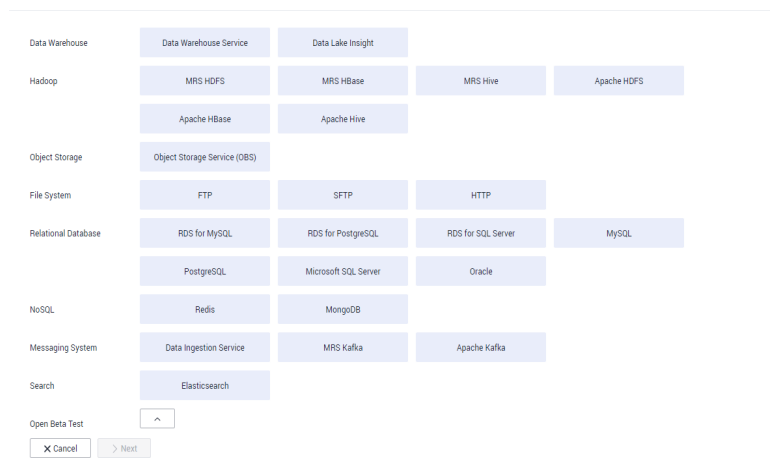 Data Warehouse Data Warehouse Service Data Lake Insight
Hadoop MRS HDFS MRS HBase MRS Hive Apache HDFS
Apache HBase Apache Hive
Object Storage Object Storage Service (OBS)
File System FTP SFTP HTTP
Relational Database RDS for MySQL RDS for PostgreSQL RDS for SQL Server MySQL
PostgreSQL Microsoft SQL Server Oracle
NoSQL Redis MongoDB
Messaging System Data Ingestion Service MRS Kafka Apache Kafka
Search Elasticsearch
Open Beta Test
Cancel Next